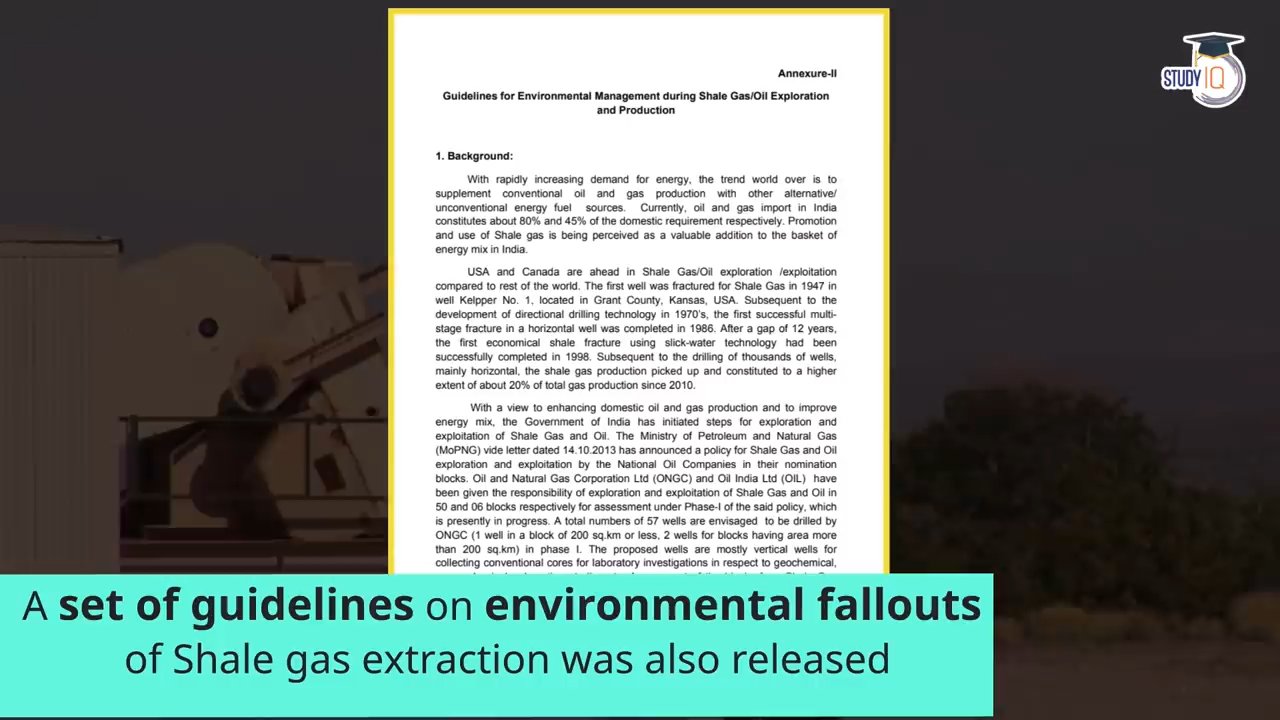 STUDY IQ
Annexure-II
Guidelines for Environmental Management during Shale Gas/Oil Exploration
and Production
1. Background:
With rapidly increasing demand for energy, the trend world over is to
supplement conventional oil and gas production with other alternative/
unconventional energy fuel sources. Currently, oil and gas import in India
constitutes about 80% and 45% of the domestic requirement respectively. Promotion
and use of Shale gas is being perceived as a valuable addition to the basket of
energy mix in India.
USA and Canada are ahead in Shale Gas/Oil exploration /exploitation
compared to rest of the world. The first well was fractured for Shale Gas in 1947 in
well Kelpper No. 1, located in Grant County, Kansas, USA. Subsequent to the
development of directional drilling technology in 1970's, the first successful multi-
stage fracture in a horizontal well was completed in 1986. After a gap of 12 years,
the first economical shale fracture using slick-water technology had been
successfully completed in 1998. Subsequent to the drilling of thousands of wells,
mainly horizontal, the shale gas production picked up and constituted to a higher
extent of about 20% of total gas production since 2010.
With a view to enhancing domestic oil and gas production and to improve
energy mix, the Government of India has initiated steps for exploration and
exploitation of Shale Gas and Oil. The Ministry of Petroleum and Natural Gas
(MoPNG) vide letter dated 14.10.2013 has announced a policy for Shale Gas and Oil
exploration and exploitation by the National Oil Companies in their nomination
blocks. Oil and Natural Gas Corporation Ltd (ONGC) and Oil India Ltd (OIL) have
been given the responsibility of exploration and exploitation of Shale Gas and Oil in
50 and 06 blocks respectively for assessment under Phase-I of the said policy, which
is presently in progress. A total numbers of 57 wells are envisaged to be drilled by
ONGC (1 well in a block of 200 sq.km or less, 2 wells for blocks having area more
than 200 sq.km) in phase I. The proposed wells are mostly vertical wells for
collecting conventional cores for laboratory investigations in respect to geochemical,
A set of guidelines on environmental fallouts
of Shale gas extraction was also released